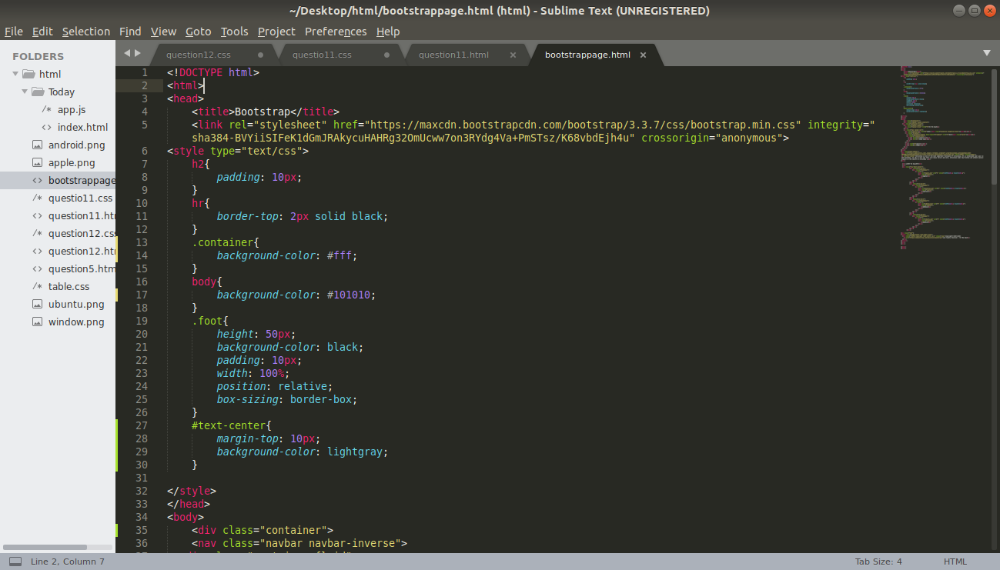 ~/Desktop/html/bootstrappage.html (html) - Sublime Text (UNREGISTERED)
File Edit Selection Find View Goto Tools Project Preferences Help
FOLDERS
html
Today
app.js
index.html
android.png
apple.png
bootstrappage
questio11.css
question11.htm
question12.css
question12.htm
question5.htm
table.css
ubuntu.png
window.png
question12.css questio11.css question11.html bootstrappage.html
1 <!DOCTYPE html>
2 <html>
3 <head>
4 <title>Bootstrap</title>
5 <link rel="stylesheet" href="https://maxcdn.bootstrapcdn.com/bootstrap/3.3.7/css/bootstrap.min.css" integrity="
sha384-BVYiiSIFeK1dGmJRAkycuHAHRg32OmUcww7on3RYdg4Va+PmSTsz/K68vbdEjh4u" crossorigin="anonymous">
6 <style type="text/css">
7 h2{
8 padding: 10px;
9 }
10 hr{
11 border-top: 2px solid black;
12 }
13 .container{
14 background-color: #fff;
15 }
16 body{
17 background-color: #101010;
18 }
19 .foot{
20 height: 50px;
21 background-color: black;
22 padding: 10px;
23 width: 100%;
24 position: relative;
25 box-sizing: border-box;
26 }
27 #text-center{
28 margin-top: 10px;
29 background-color: lightgray;
30 }
31
32 </style>
33 </head>
34 <body>
35 <div class="container">
36 <nav class="navbar navbar-inverse">
Line 2, Column 7 Tab Size: 4 HTML